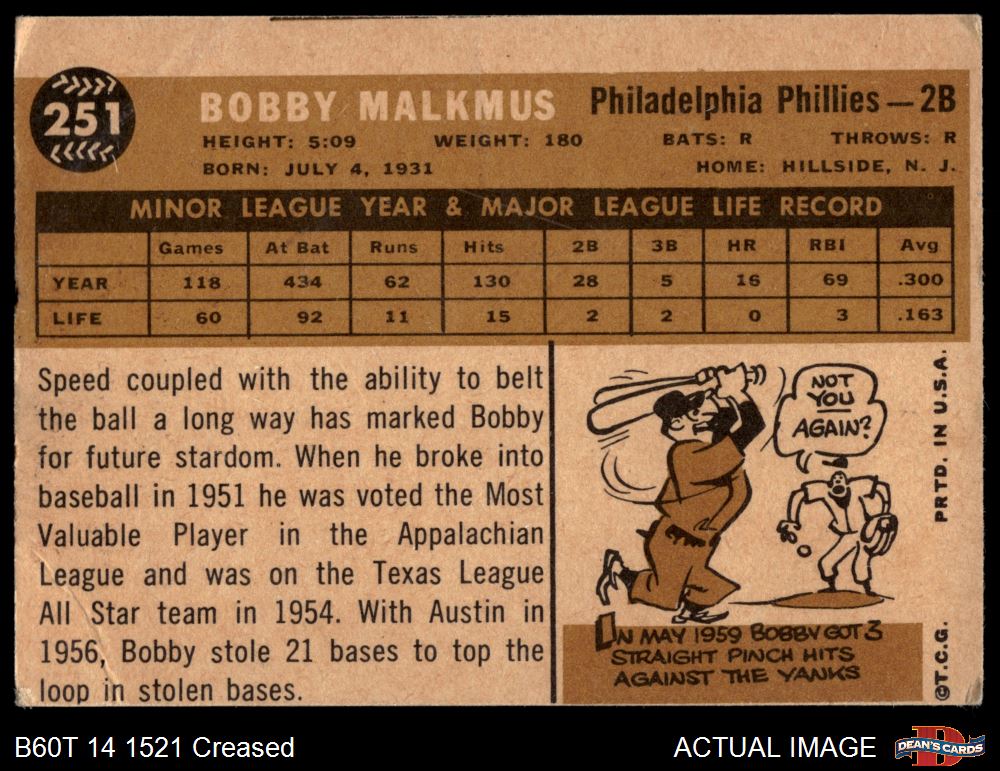 251
BOBBY MALKMUS
Philadelphia Phillies — 2B
HEIGHT: 5:09 WEIGHT: 180 BATS: R THROWS: R
BORN: JULY 4, 1931 HOME: HILLSIDE, N. J.
MINOR LEAGUE YEAR & MAJOR LEAGUE LIFE RECORD
Games At Bat Runs Hits 2B 3B HR RBI Avg
YEAR 118 434 62 130 28 5 16 69 .300
LIFE 60 92 11 15 2 2 0 3 .163
Speed coupled with the ability to belt
the ball a long way has marked Bobby
for future stardom. When he broke into
baseball in 1951 he was voted the Most
Valuable Player in the Appalachian
League and was on the Texas League
All Star team in 1954. With Austin in
1956, Bobby stole 21 bases to top the
loop in stolen bases.
NOT
YOU
AGAIN?
IN MAY 1959 BOBBY GOT 3
STRAIGHT PINCH HITS
AGAINST THE YANKS
©T.C.G. PRTD. IN U.S.A.
B60T 14 1521 Creased
ACTUAL IMAGE
D
DEAN'S CARDS